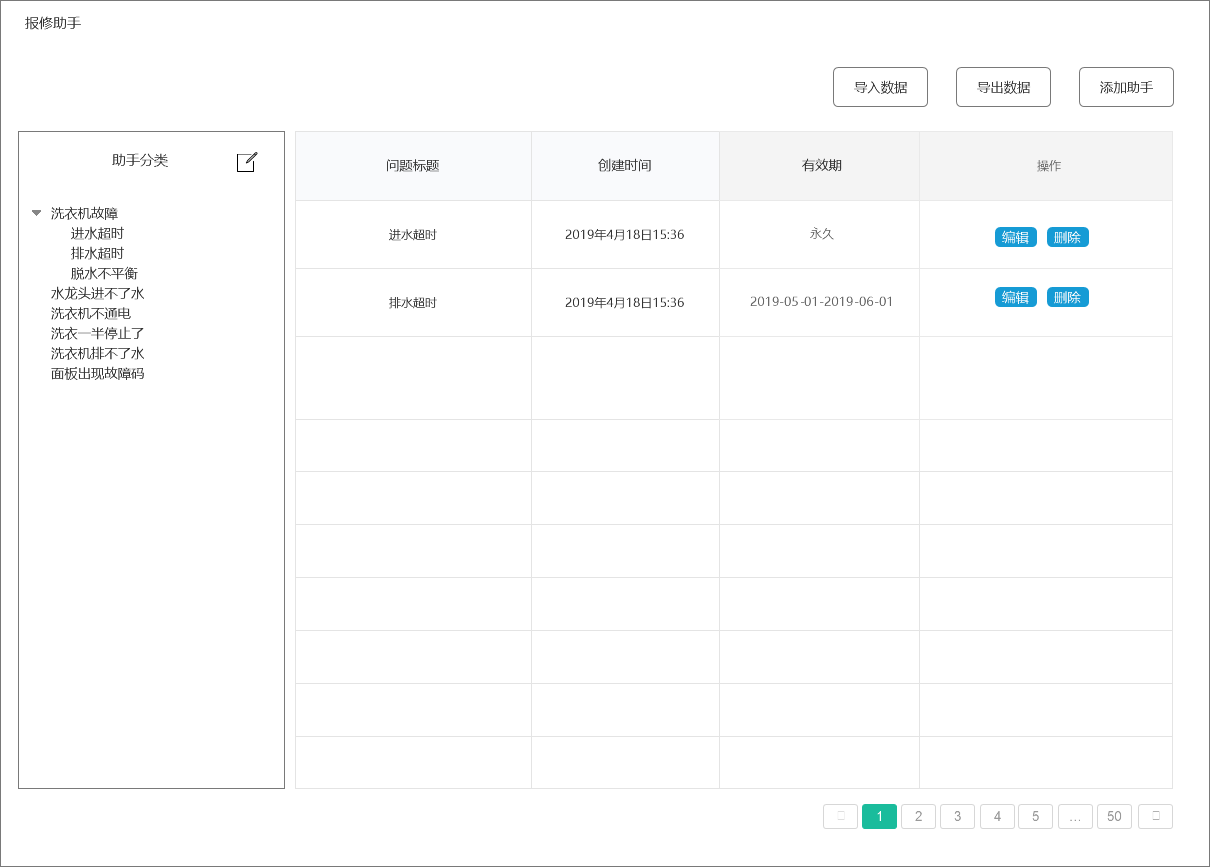 报修助手
导入数据 导出数据 添加助手
助手分类
洗衣机故障
进水超时
排水超时
脱水不平衡
水龙头进不了水
洗衣机不通电
洗衣一半停止了
洗衣机排不了水
面板出现故障码
问题标题 创建时间 有效期 操作
进水超时 2019年4月18日15:36 永久 编辑 删除
排水超时 2019年4月18日15:36 2019-05-01-2019-06-01 编辑 删除
1 2 3 4 5 ... 50